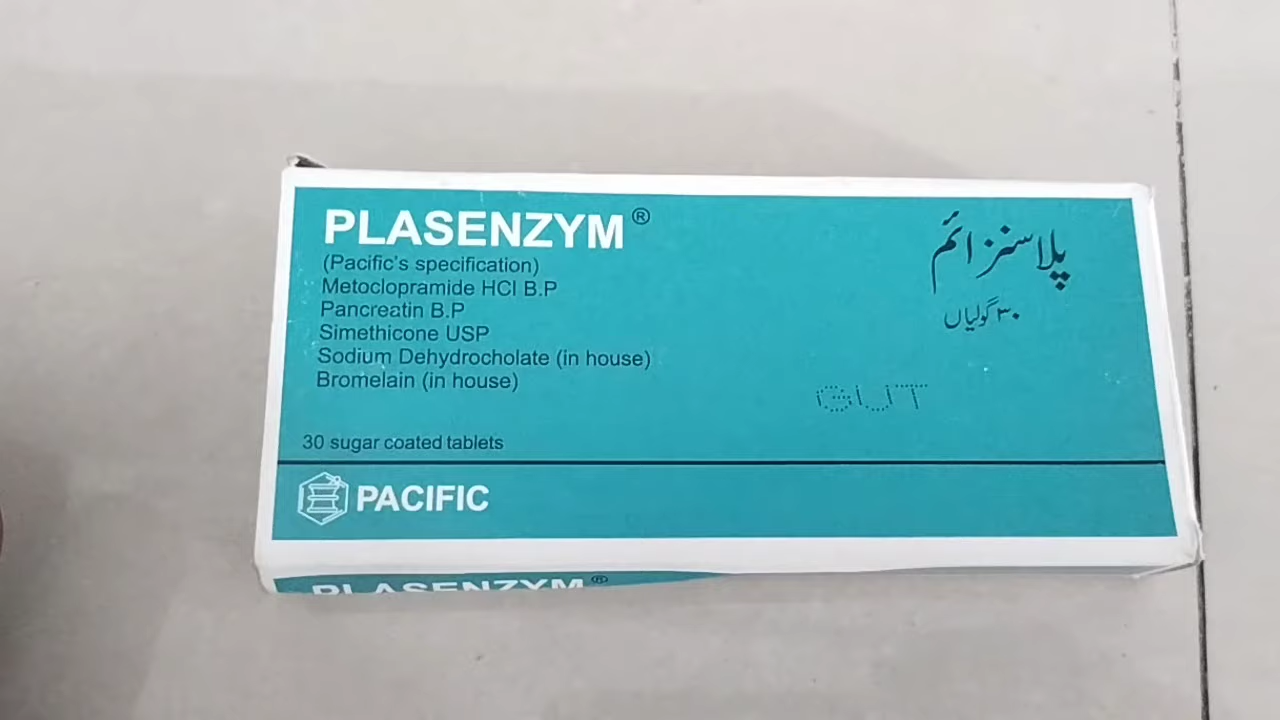 PLASENZYM®
(Pacific's specification)
Metoclopramide HCl B.P
Pancreatin B.P
Simethicone USP
Sodium Dehydrocholate (in house)
Bromelain (in house)
30 sugar coated tablets
PACIFIC
پلاسنزائم
۳۰ گولیاں
GUT
PLASENZYM®